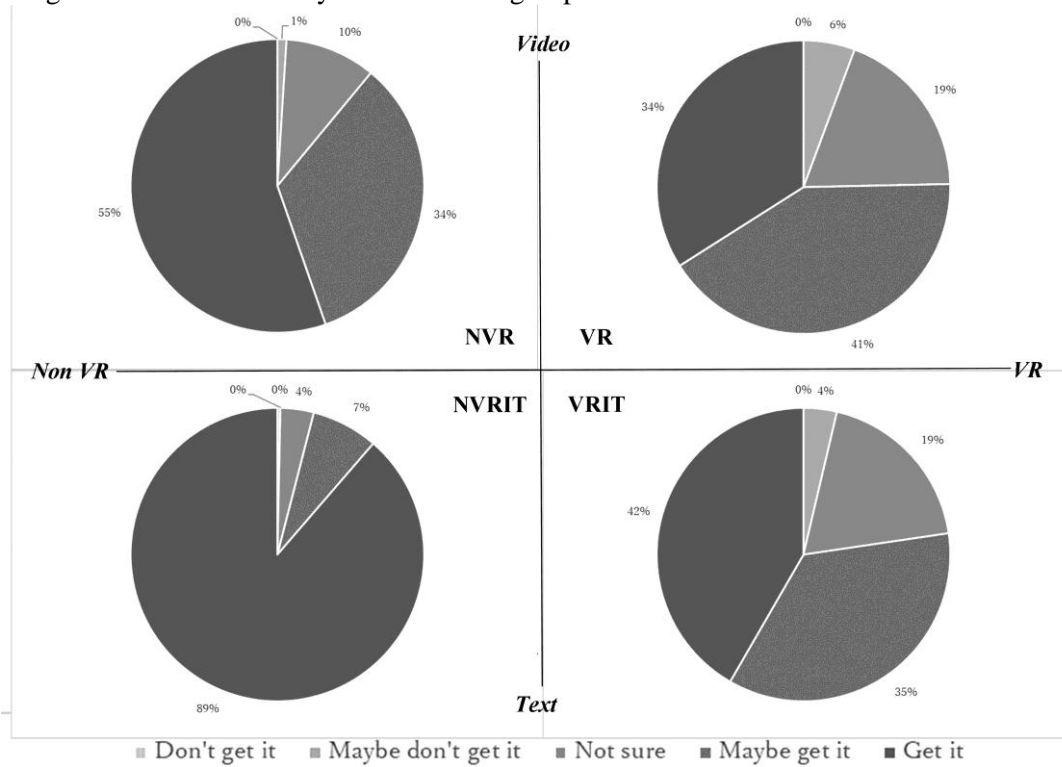 0% 1% 10% 34% 55%
Video
0% 6% 19% 41% 34%
NVR VR
Non VR VR
NVRIT VRIT
0% 0% 4% 7% 89%
0% 4% 19% 35% 42%
Text
Don't get it Maybe don't get it Not sure Maybe get it Get it